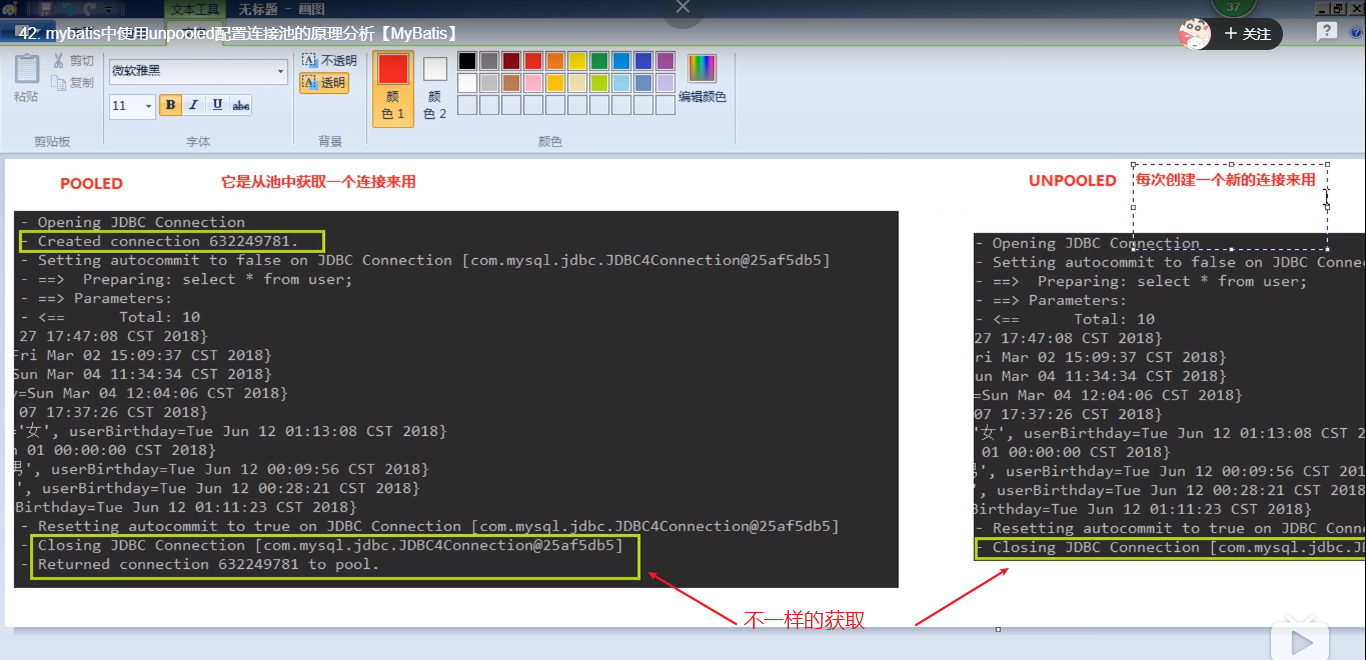 文本工具
无标题 - 画图
37
42: mybatis中使用unpooled配置连接池的原理分析【MyBatis】
+ 关注
粘贴
剪切
复制
剪贴板
微软雅黑
11
B I U abc
字体
不透明
透明
背景
颜色 1
颜色 2
编辑颜色
颜色
POOLED
它是从池中获取一个连接来用
- Opening JDBC Connection
- Created connection 632249781.
- Setting autocommit to false on JDBC Connection [com.mysql.jdbc.JDBC4Connection@25af5db5]
- ==> Preparing: select * from user;
- ==> Parameters:
- <== Total: 10
27 17:47:08 CST 2018}
Fri Mar 02 15:09:37 CST 2018}
Sun Mar 04 11:34:34 CST 2018}
y=Sun Mar 04 12:04:06 CST 2018}
07 17:37:26 CST 2018}
='女', userBirthday=Tue Jun 12 01:13:08 CST 2018}
01 00:00:00 CST 2018}
男', userBirthday=Tue Jun 12 00:09:56 CST 2018}
', userBirthday=Tue Jun 12 00:28:21 CST 2018}
Birthday=Tue Jun 12 01:11:23 CST 2018}
- Resetting autocommit to true on JDBC Connection [com.mysql.jdbc.JDBC4Connection@25af5db5]
- Closing JDBC Connection [com.mysql.jdbc.JDBC4Connection@25af5db5]
- Returned connection 632249781 to pool.
UNPOOLED
每次创建一个新的连接来用
- Opening JDBC Connection
- Setting autocommit to false on JDBC Conne
- ==> Preparing: select * from user;
- ==> Parameters:
- <== Total: 10
27 17:47:08 CST 2018}
ri Mar 02 15:09:37 CST 2018}
un Mar 04 11:34:34 CST 2018}
=Sun Mar 04 12:04:06 CST 2018}
07 17:37:26 CST 2018}
'女', userBirthday=Tue Jun 12 01:13:08 CST 2
01 00:00:00 CST 2018}
', userBirthday=Tue Jun 12 00:09:56 CST 201
', userBirthday=Tue Jun 12 00:28:21 CST 2018
Birthday=Tue Jun 12 01:11:23 CST 2018}
- Resetting autocommit to true on JDBC Conn
- Closing JDBC Connection [com.mysql.jdbc.J
不一样的获取